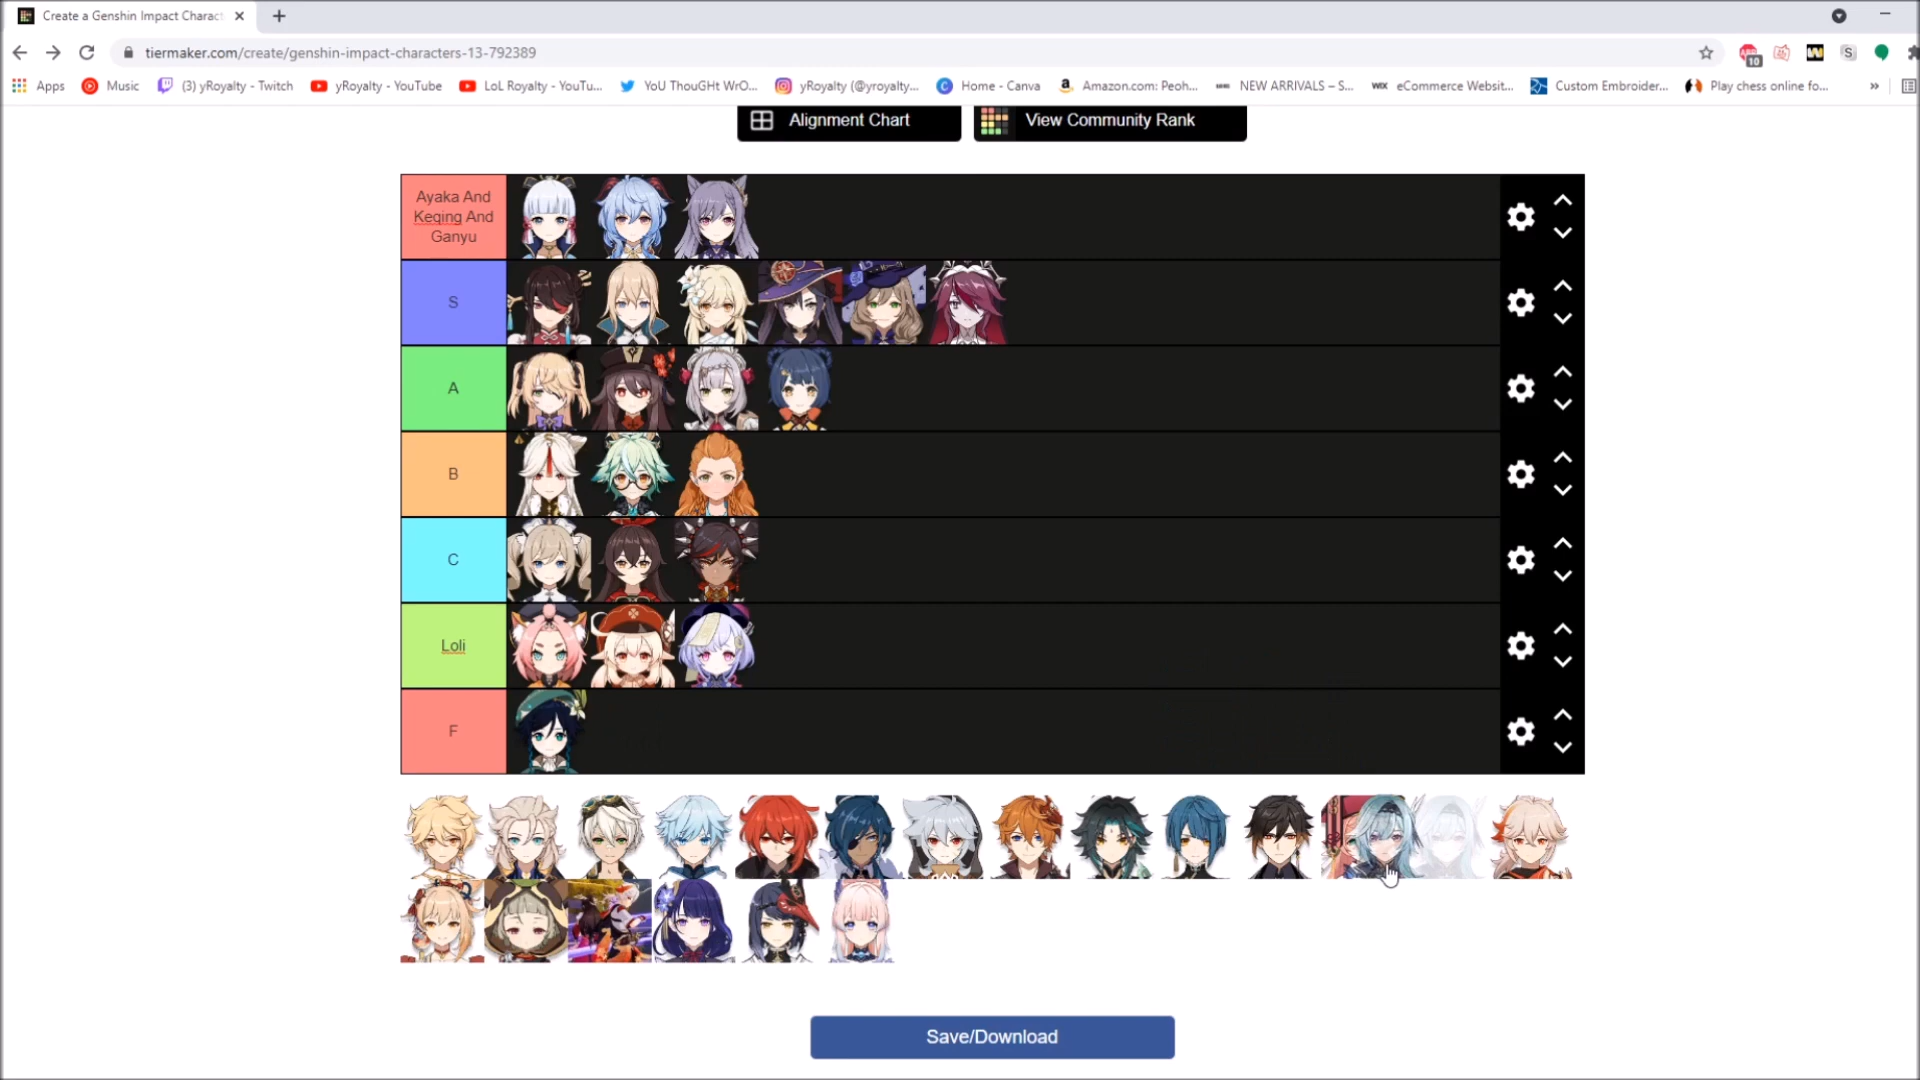 Create a Genshin Impact Charact
tiermaker.com/create/genshin-impact-characters-13-792389
10
S
Apps
Music
(3) yRoyalty - Twitch
yRoyalty - YouTube
LoL Royalty - YouTu...
YoU ThouGHt WrO...
yRoyalty (@yroyalty...
Home - Canva
Amazon.com: Peoh...
NEW ARRIVALS – S...
WIX
eCommerce Websit...
Custom Embroider...
Play chess online fo...
»
Alignment Chart
View Community Rank
Ayaka And
Keqing And
Ganyu
S
A
B
C
Loli
F
Save/Download